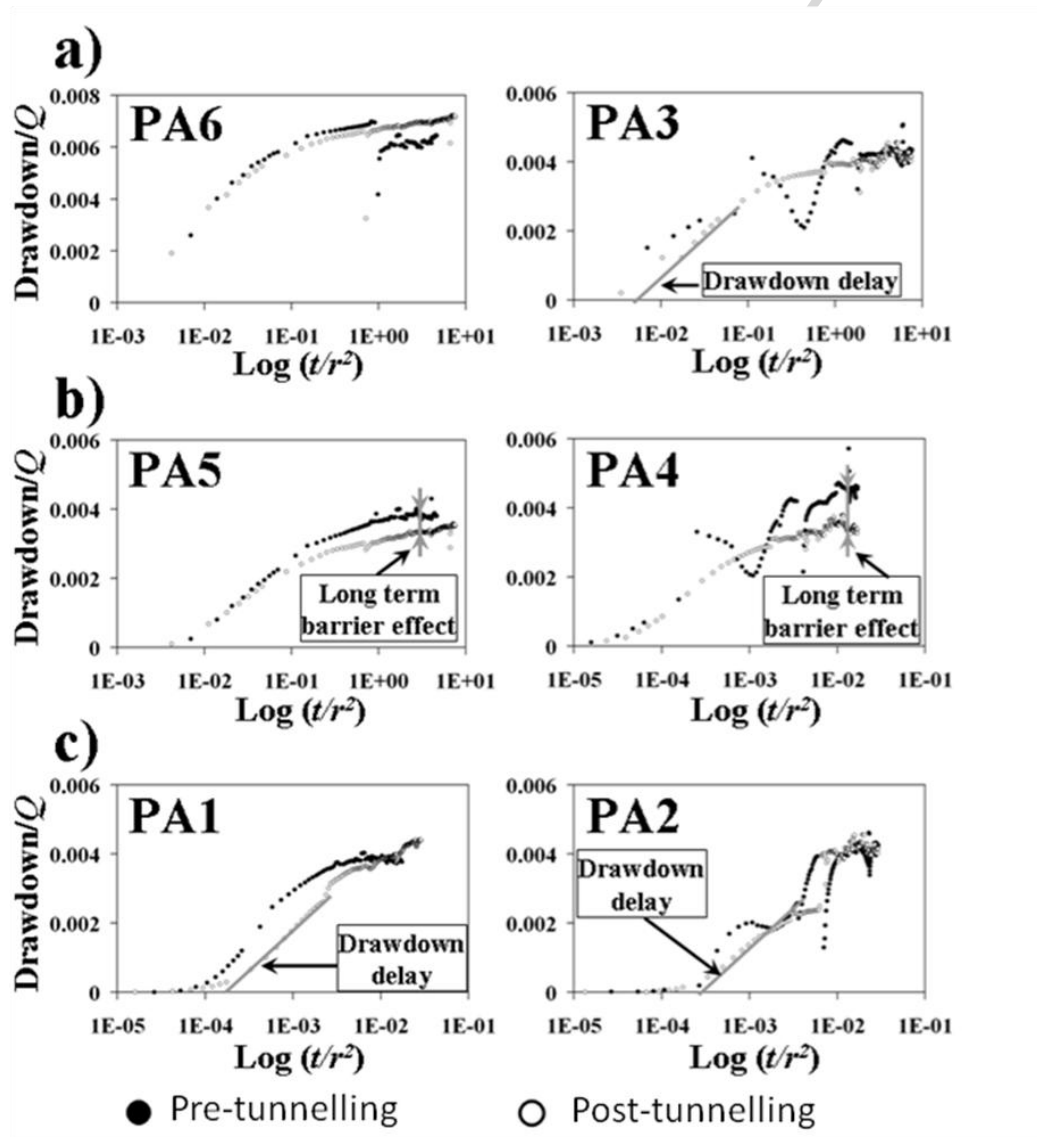 a)
PA6
Drawdown/Q
0.008
0.006
0.004
0.002
0
1E-03 1E-02 1E-01 1E+00 1E+01
Log (t/r²)
PA3
0.006
0.004
0.002
0
Drawdown delay
1E-03 1E-02 1E-01 1E+00 1E+01
Log (t/r²)
b)
PA5
Drawdown/Q
0.006
0.004
0.002
0
Long term
barrier effect
1E-03 1E-02 1E-01 1E+00 1E+01
Log (t/r²)
PA4
0.006
0.004
0.002
0
Long term
barrier effect
1E-05 1E-04 1E-03 1E-02 1E-01
Log (t/r²)
c)
PA1
Drawdown/Q
0.006
0.004
0.002
0
Drawdown
delay
1E-05 1E-04 1E-03 1E-02 1E-01
Log (t/r²)
PA2
0.006
0.004
0.002
0
Drawdown
delay
1E-05 1E-04 1E-03 1E-02 1E-01
Log (t/r²)
Pre-tunnelling Post-tunnelling